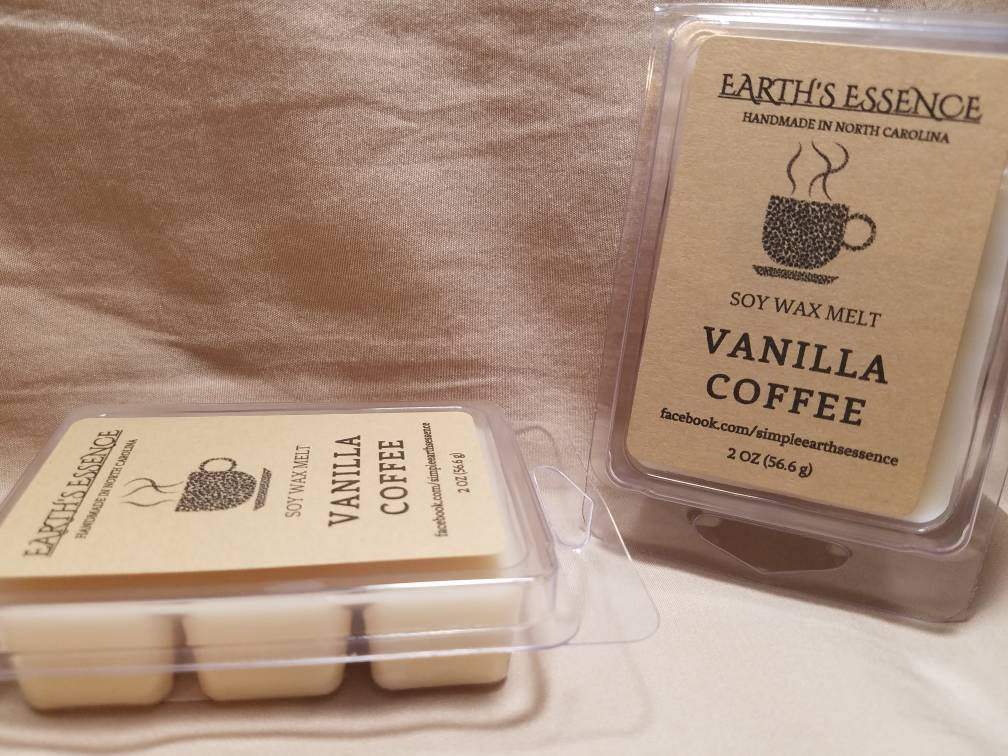 EARTH'S ESSENCE
HANDMADE IN NORTH CAROLINA
SOY WAX MELT
VANILLA
COFFEE
facebook.com/simpleearthsessence
2 OZ (56.6 g)
EARTH'S ESSENCE
HANDMADE IN NORTH CAROLINA
SOY WAX MELT
VANILLA
COFFEE
facebook.com/simpleearthsessence
2 OZ (56.6 g)